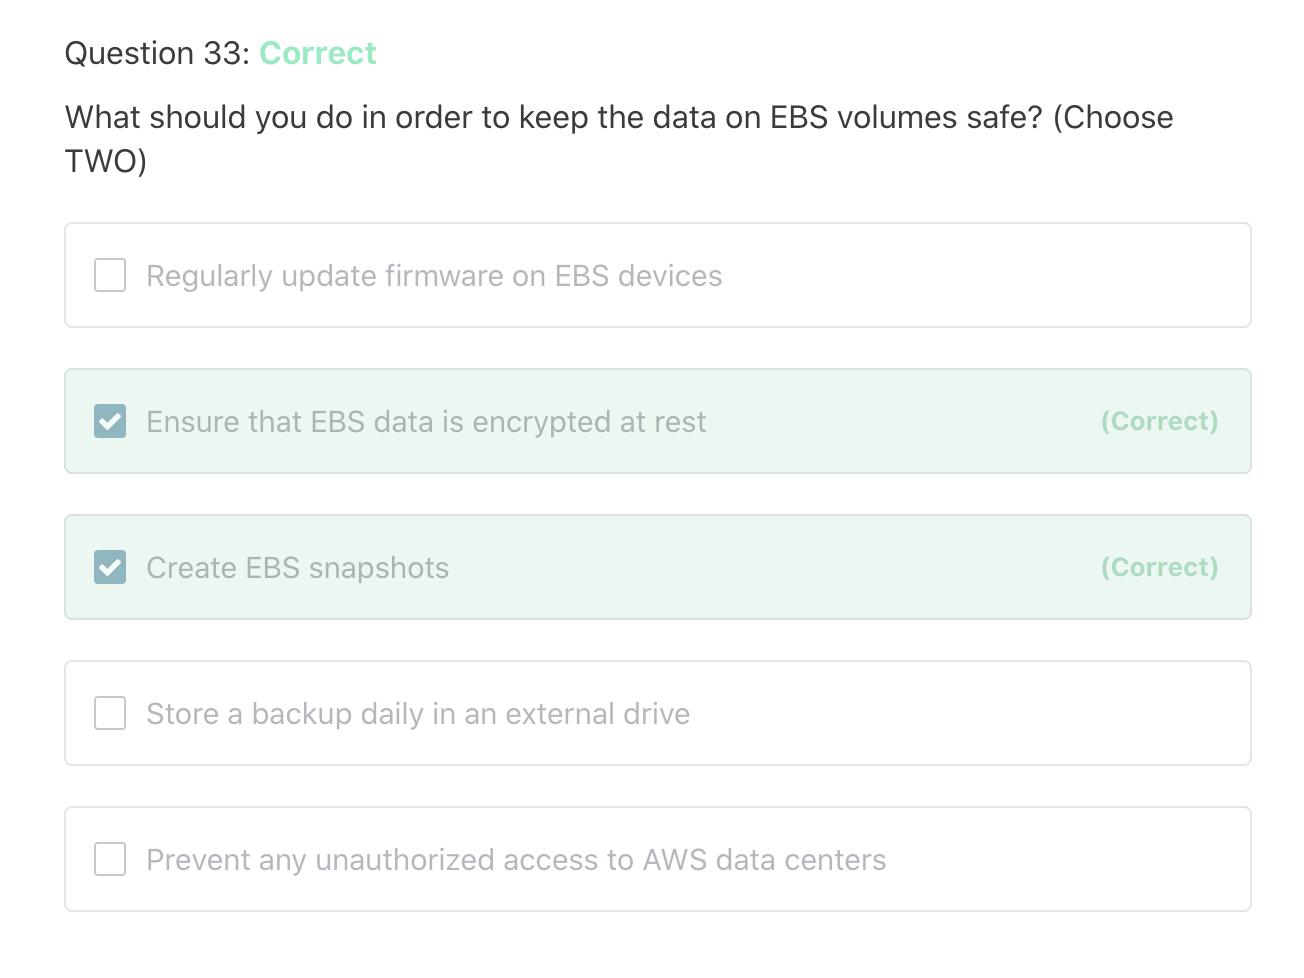 Question 33: Correct
What should you do in order to keep the data on EBS volumes safe? (Choose
TWO)
Regularly update firmware on EBS devices
Ensure that EBS data is encrypted at rest (Correct)
Create EBS snapshots (Correct)
Store a backup daily in an external drive
Prevent any unauthorized access to AWS data centers